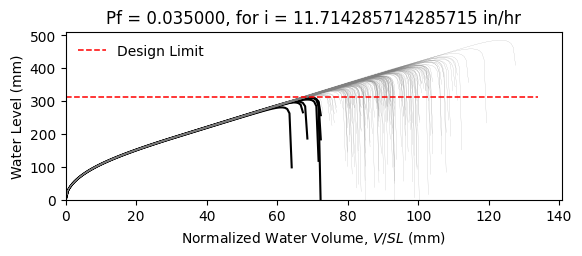 Pf = 0.035000, for i = 11.714285714285715 in/hr
500
400
300
200
100
0
Water Level (mm)
Design Limit
0 20 40 60 80 100 120 140
Normalized Water Volume, V/SL (mm)